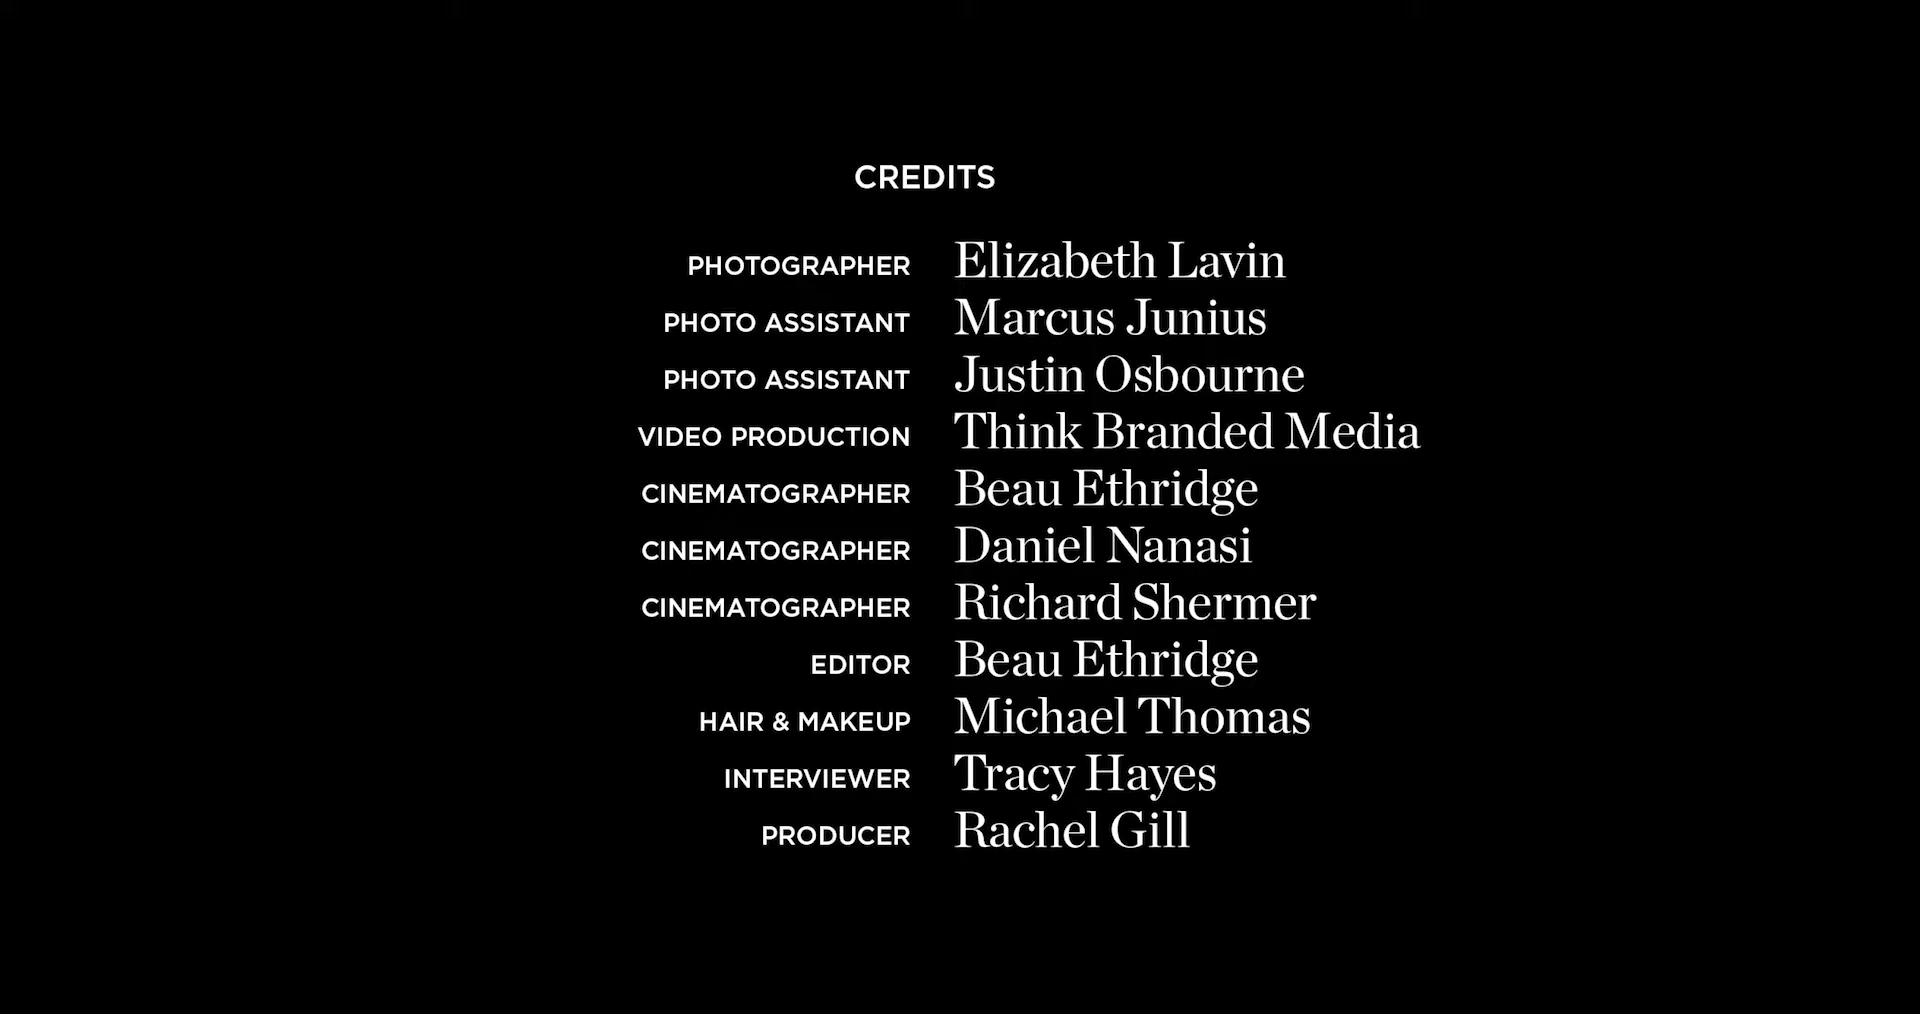 CREDITS
PHOTOGRAPHER Elizabeth Lavin
PHOTO ASSISTANT Marcus Junius
PHOTO ASSISTANT Justin Osbourne
VIDEO PRODUCTION Think Branded Media
CINEMATOGRAPHER Beau Ethridge
CINEMATOGRAPHER Daniel Nanasi
CINEMATOGRAPHER Richard Shermer
EDITOR Beau Ethridge
HAIR & MAKEUP Michael Thomas
INTERVIEWER Tracy Hayes
PRODUCER Rachel Gill